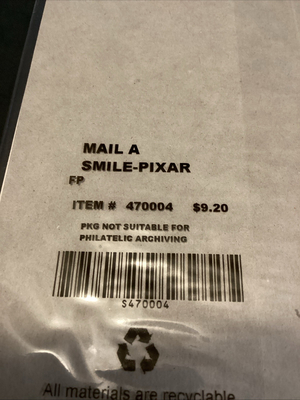 MAIL A
SMILE-PIXAR
FP
ITEM # 470004 $9.20
PKG NOT SUITABLE FOR
PHILATELIC ARCHIVING
S470004
All materials are recyclable